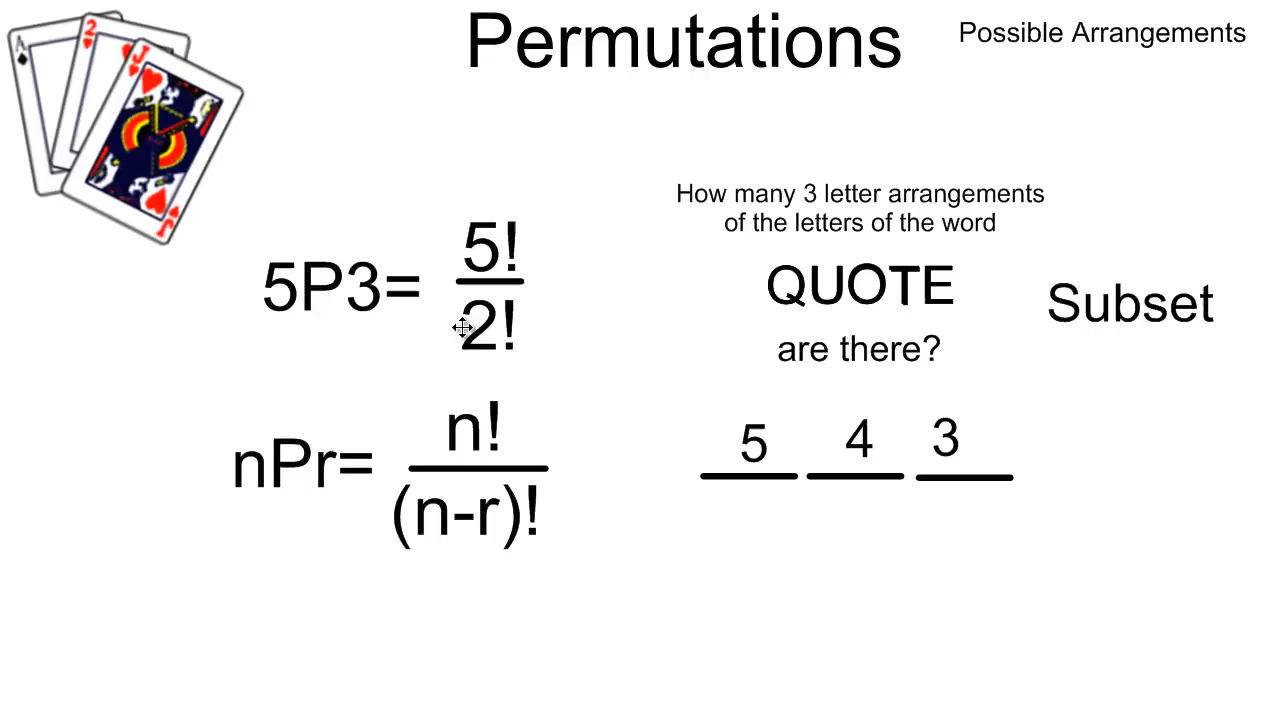 A
2
J
J
Permutations
Possible Arrangements
How many 3 letter arrangements
of the letters of the word
QUOTE
are there?
Subset
5P3= 5!
2!
nPr= n!
(n-r)!
5 4 3